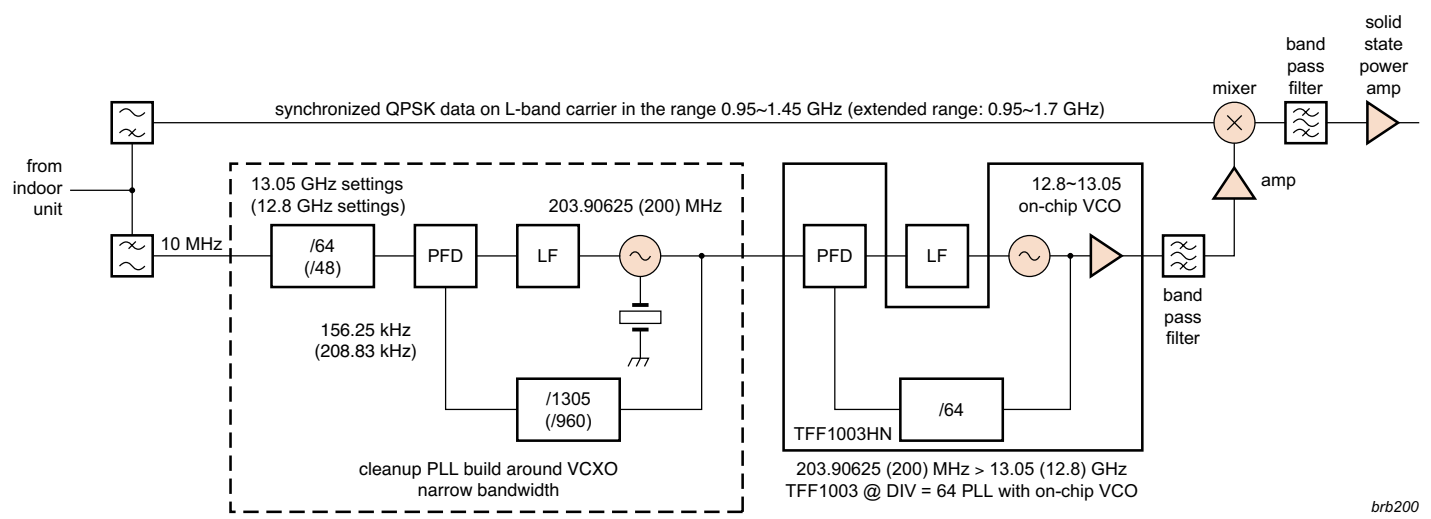 solid
state
power
amp
band
pass
filter
mixer
synchronized QPSK data on L-band carrier in the range 0.95~1.45 GHz (extended range: 0.95~1.7 GHz)
from
indoor
unit
amp
13.05 GHz settings
(12.8 GHz settings)
203.90625 (200) MHz
12.8~13.05
on-chip VCO
10 MHz
/64
(/48)
PFD
LF
PFD
LF
band
pass
filter
156.25 kHz
(208.83 kHz)
/1305
(/960)
/64
TFF1003HN
cleanup PLL build around VCXO
narrow bandwidth
203.90625 (200) MHz > 13.05 (12.8) GHz
TFF1003 @ DIV = 64 PLL with on-chip VCO
brb200